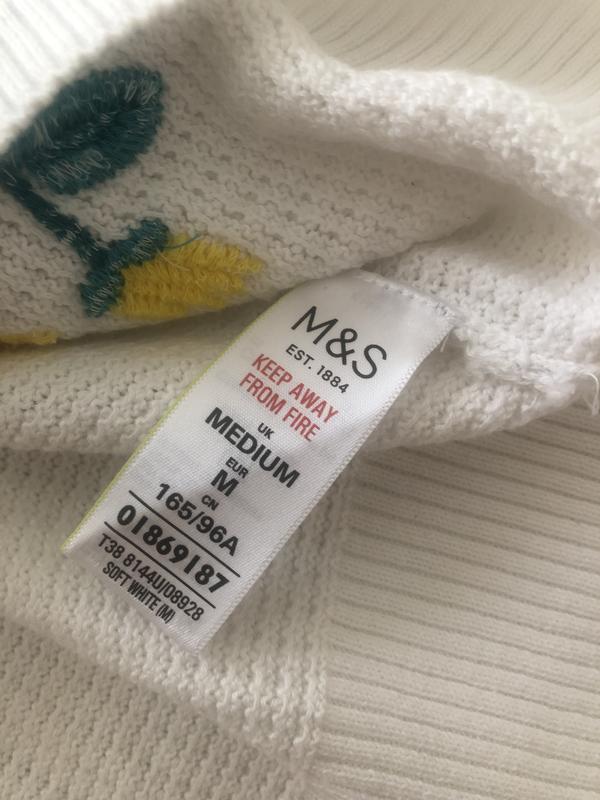 M&S
EST. 1884
KEEP AWAY
FROM FIRE
UK
MEDIUM
EUR
M
CN
165/96A
01869187
T38 8144U/08928
SOFT WHITE (M)